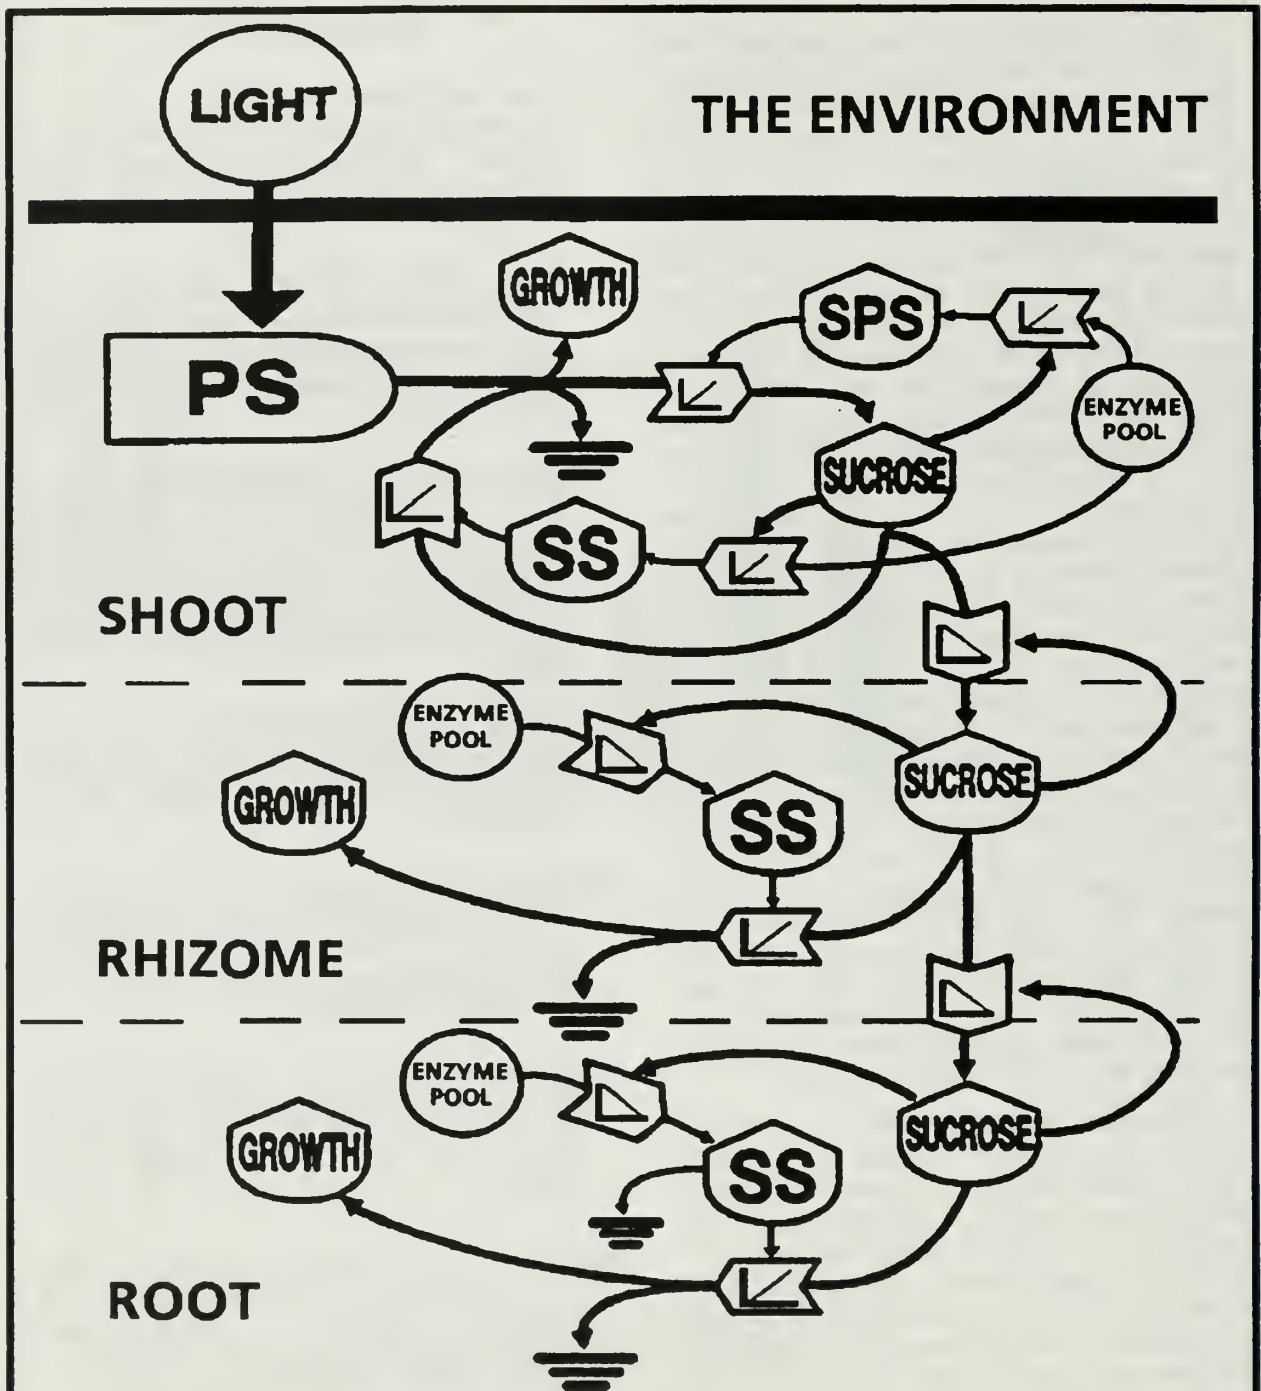 LIGHT
THE ENVIRONMENT
GROWTH
SPS
PS
ENZYME
POOL
SUCROSE
SS
SHOOT
ENZYME
POOL
SUCROSE
GROWTH
SS
RHIZOME
ENZYME
POOL
SUCROSE
GROWTH
SS
ROOT